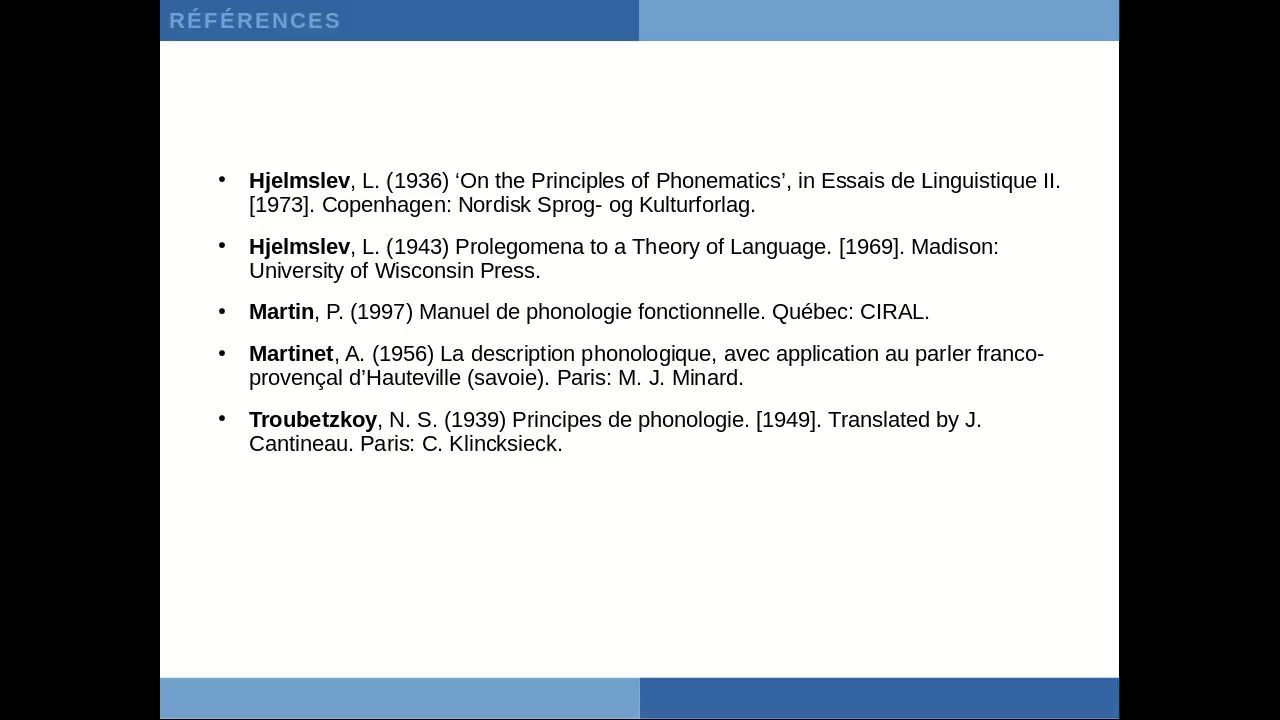 RÉFÉRENCES
• Hjelmslev, L. (1936) ‘On the Principles of Phonematics’, in Essais de Linguistique II.
[1973]. Copenhagen: Nordisk Sprog- og Kulturforlag.
• Hjelmslev, L. (1943) Prolegomena to a Theory of Language. [1969]. Madison:
University of Wisconsin Press.
• Martin, P. (1997) Manuel de phonologie fonctionnelle. Québec: CIRAL.
• Martinet, A. (1956) La description phonologique, avec application au parler franco-
provençal d’Hauteville (savoie). Paris: M. J. Minard.
• Troubetzkoy, N. S. (1939) Principes de phonologie. [1949]. Translated by J.
Cantineau. Paris: C. Klincksieck.